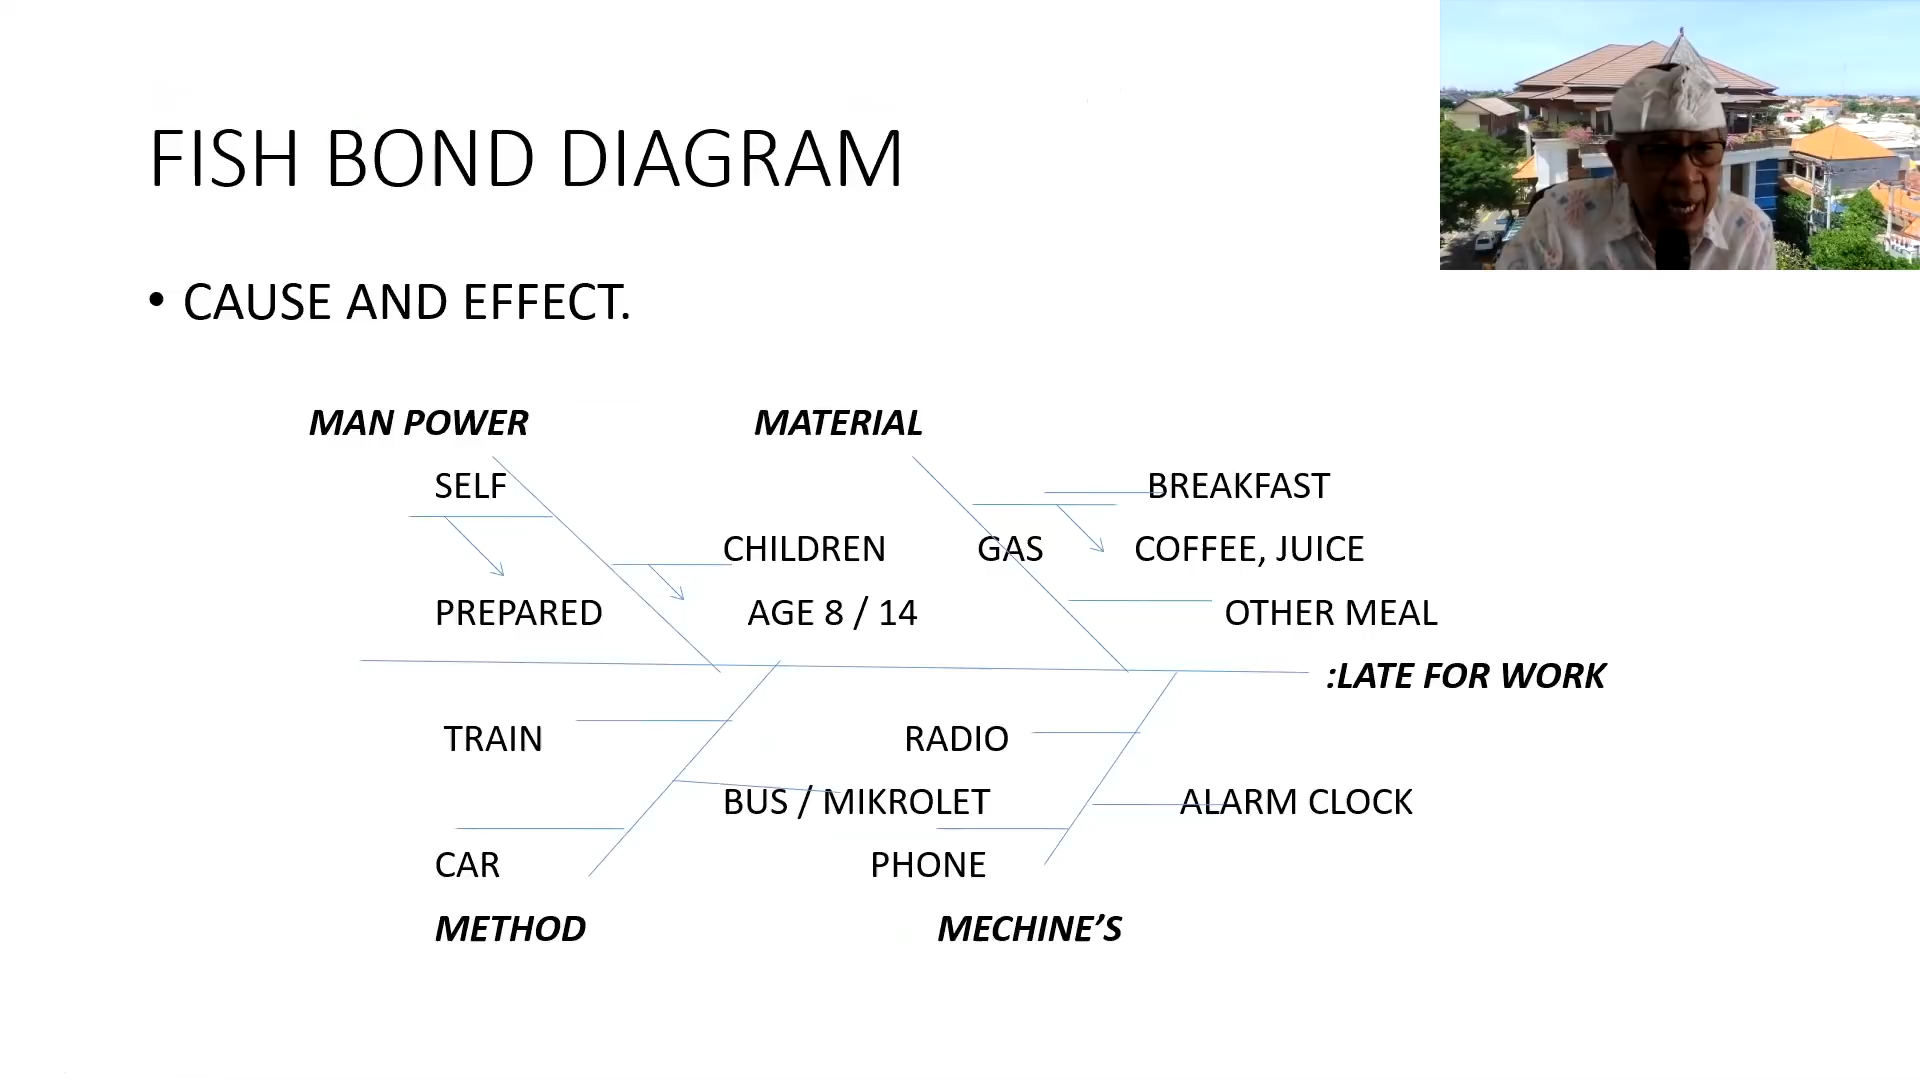 FISH BOND DIAGRAM
• CAUSE AND EFFECT.
MAN POWER MATERIAL
SELF BREAKFAST
CHILDREN GAS COFFEE, JUICE
PREPARED AGE 8 / 14 OTHER MEAL
:LATE FOR WORK
TRAIN RADIO
BUS / MIKROLET ALARM CLOCK
CAR PHONE
METHOD MECHINE’S